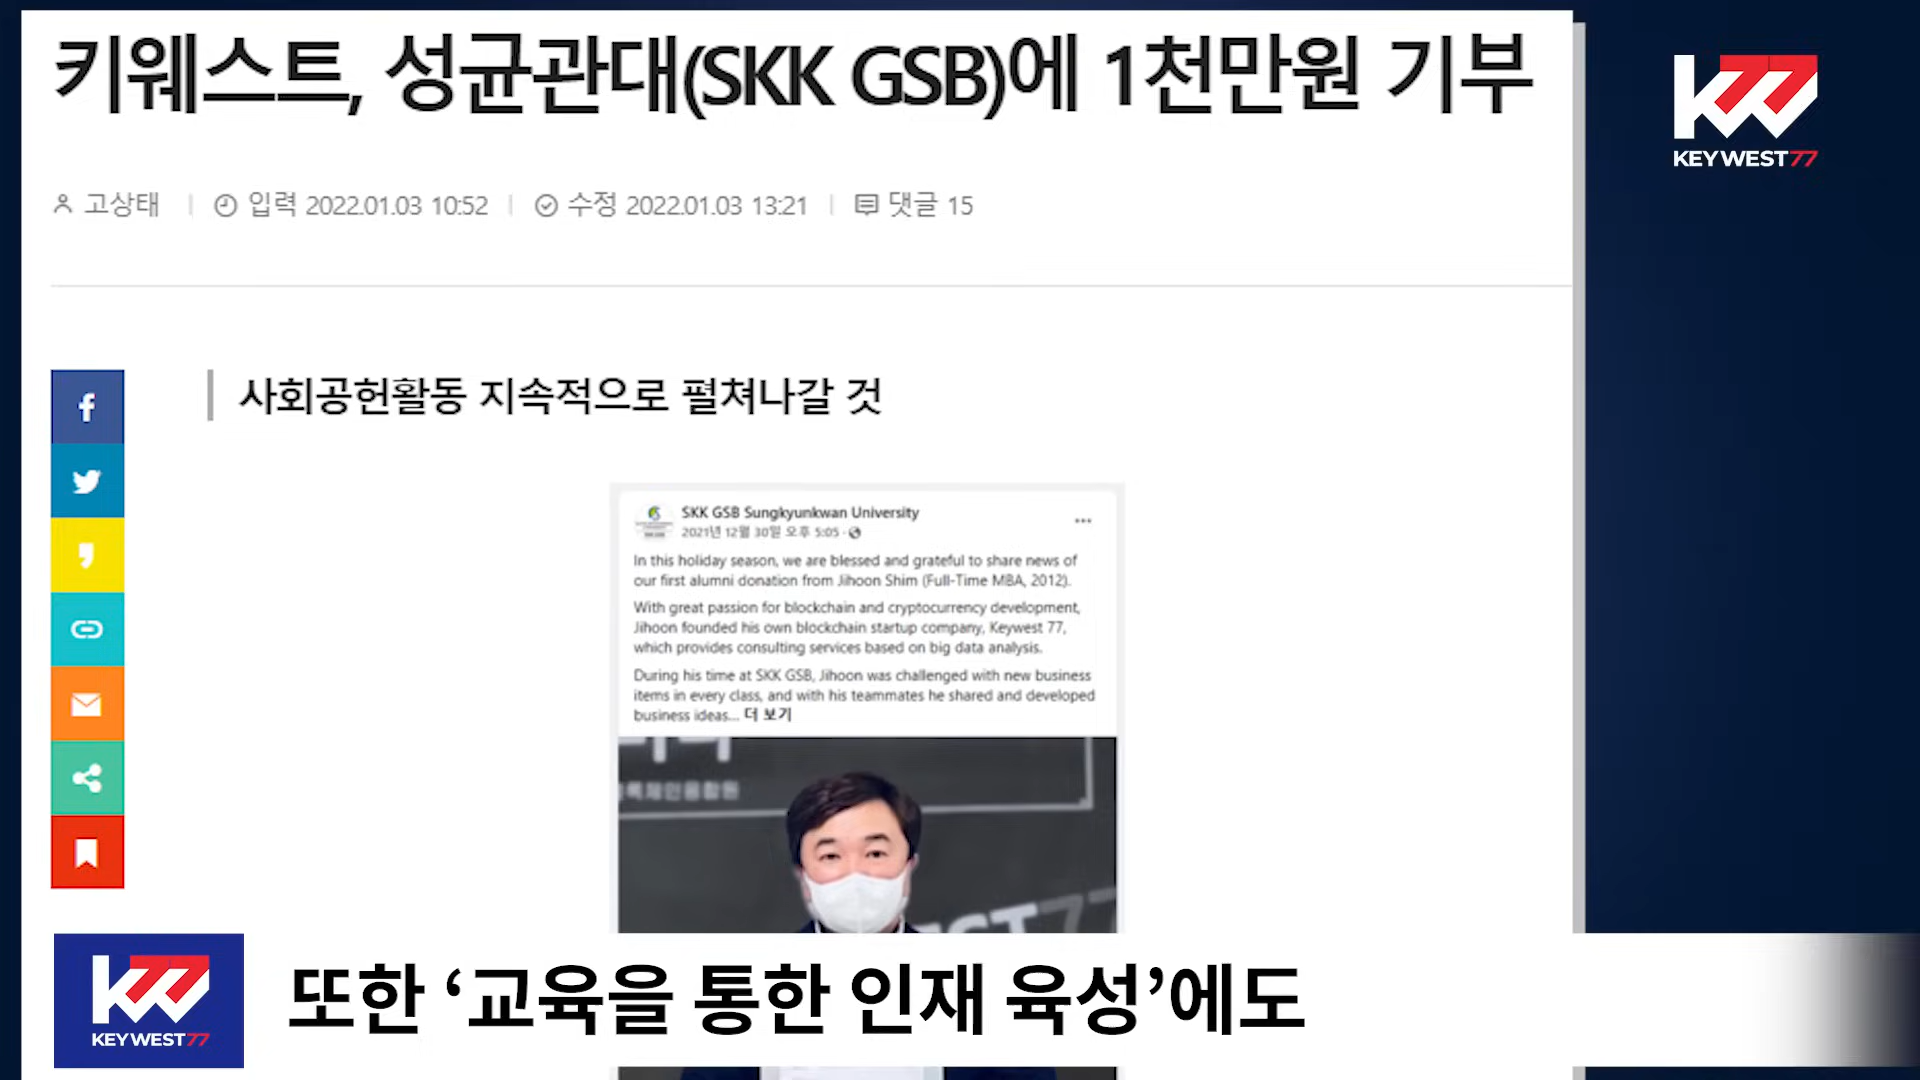 키웨스트, 성균관대(SKK GSB)에 1천만원 기부
KEYWEST77
고상태 | 입력 2022.01.03 10:52 | 수정 2022.01.03 13:21 | 댓글 15
사회공헌활동 지속적으로 펼쳐나갈 것
SKK GSB Sungkyunkwan University
2021년 12월 30일 오후 5:05 ·
In this holiday season, we are blessed and grateful to share news of
our first alumni donation from Jihoon Shim (Full-Time MBA, 2012).
With great passion for blockchain and cryptocurrency development,
Jihoon founded his own blockchain startup company, Keywest 77,
which provides consulting services based on big data analysis.
During his time at SKK GSB, Jihoon was challenged with new business
items in every class, and with his teammates he shared and developed
business ideas... 더 보기
KEYWEST77
또한 ‘교육을 통한 인재 육성’에도